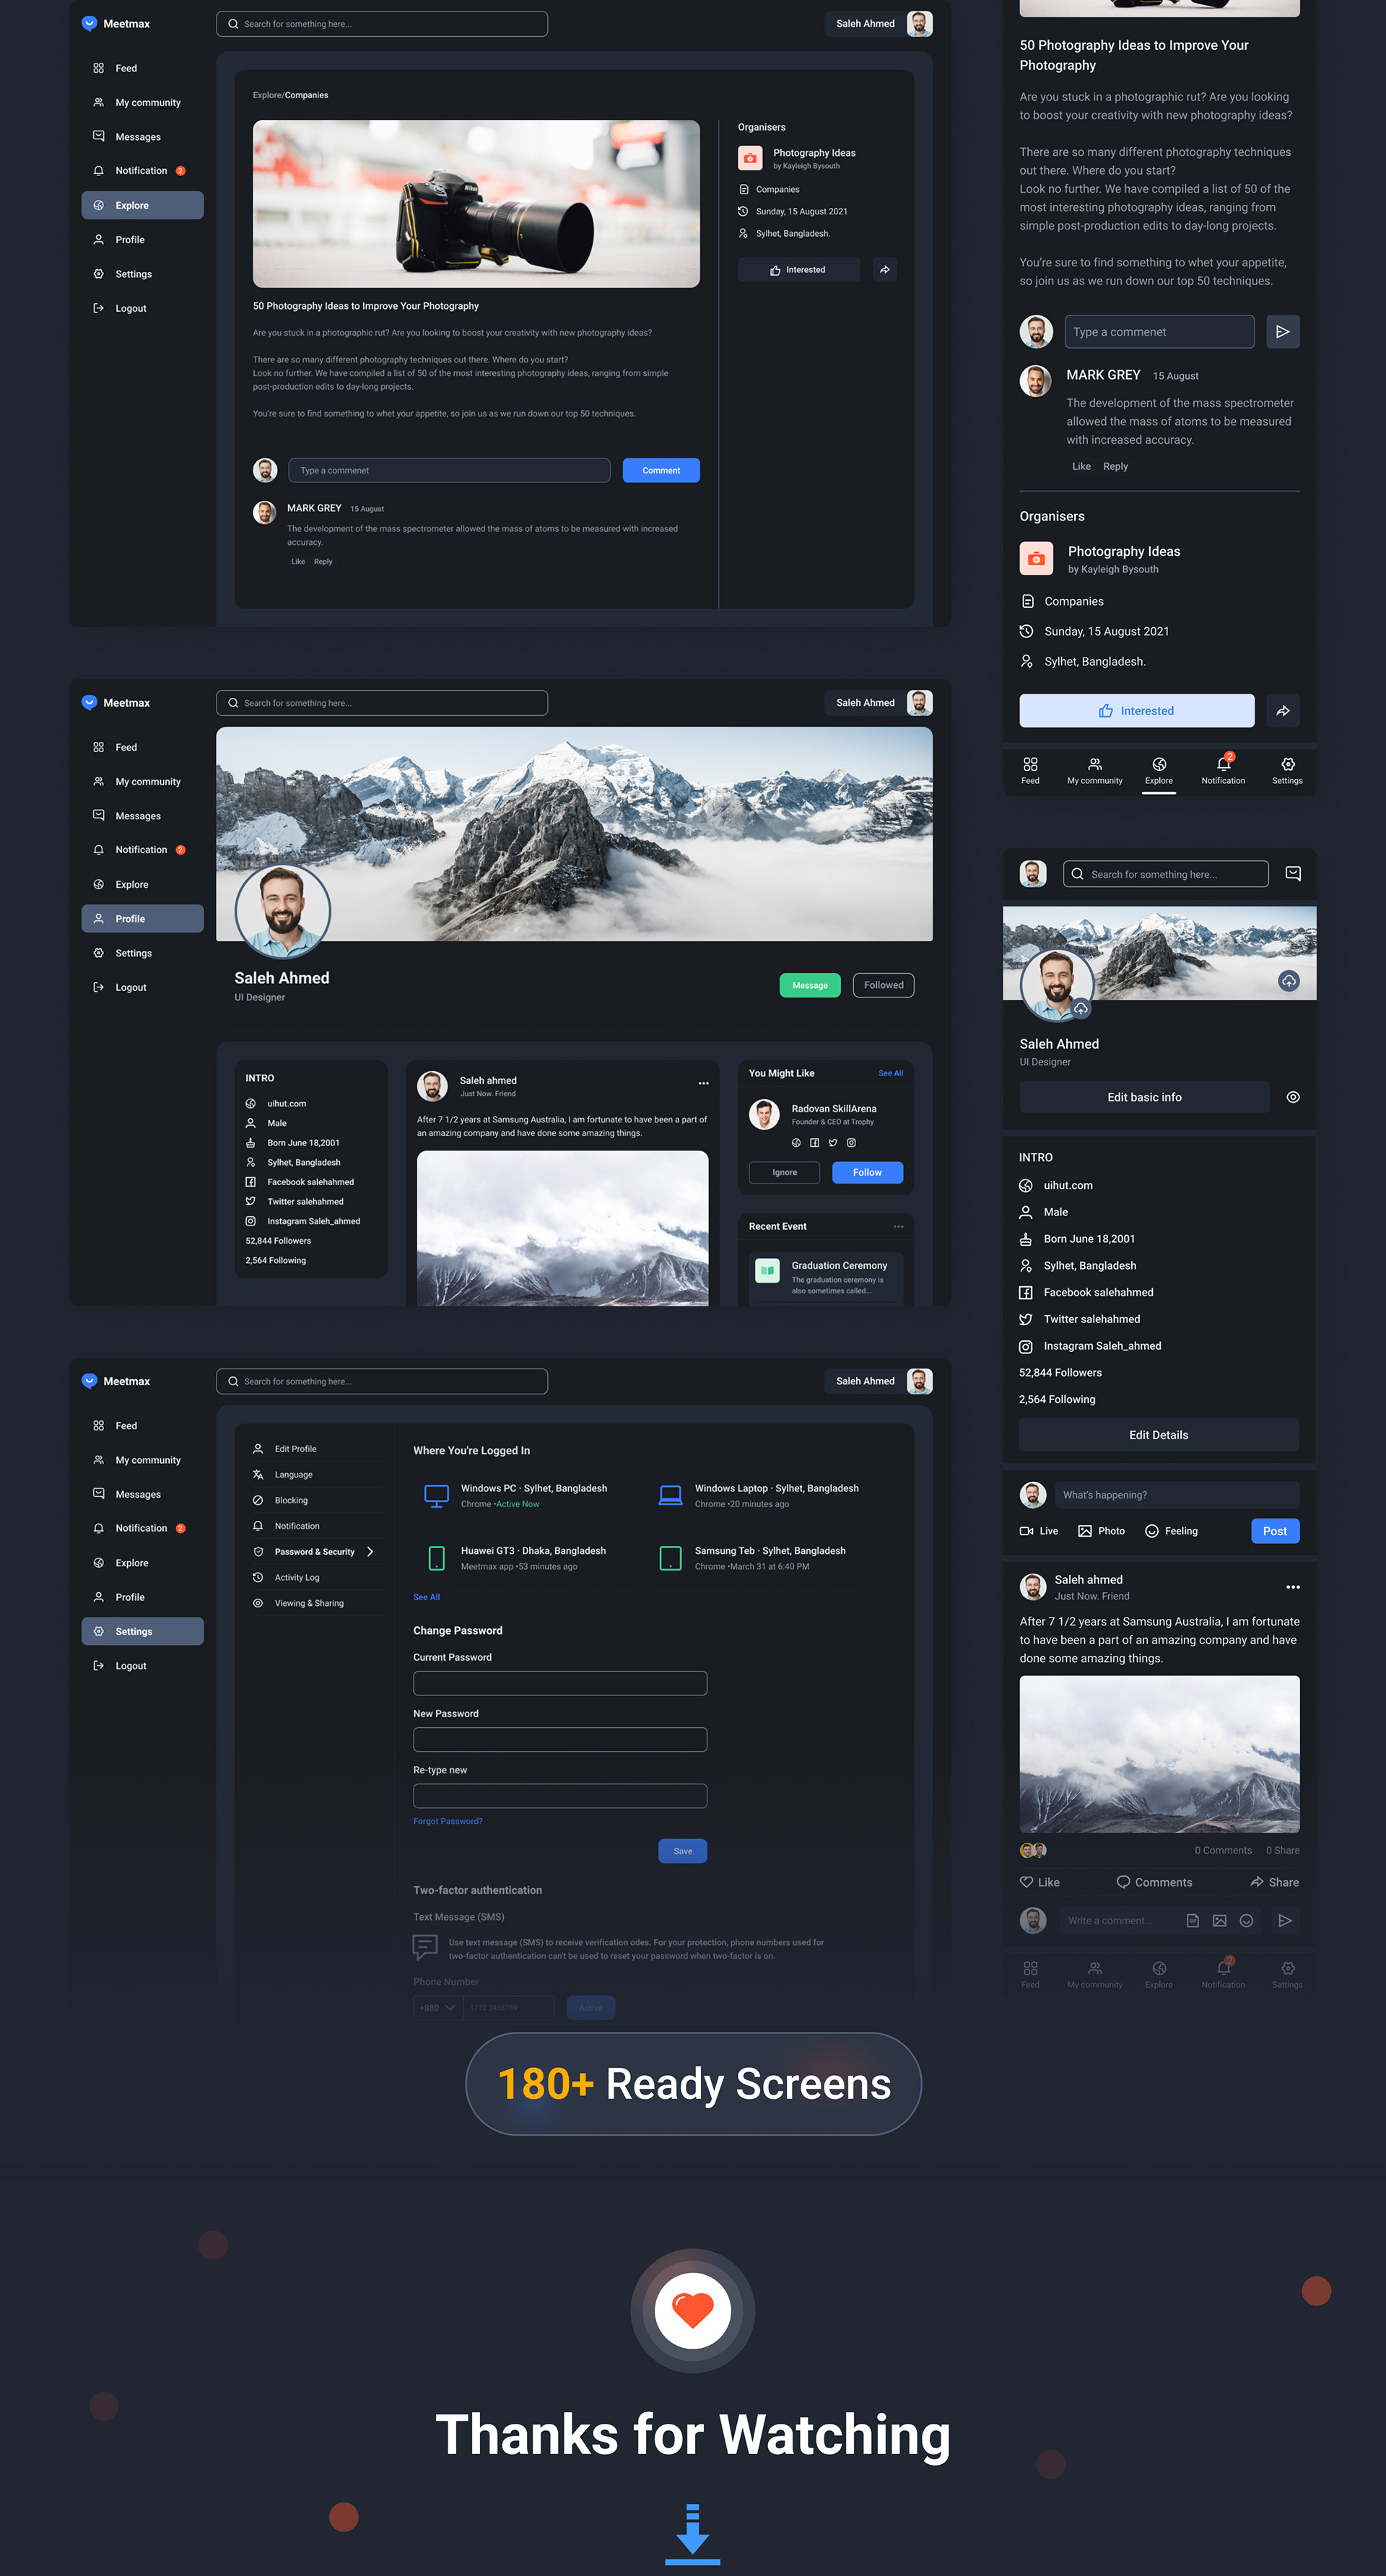 Meetmax
Search for something here...
Saleh Ahmed
Feed
My community
Messages
Notification 2
Explore
Profile
Settings
Logout
Explore/Companies
Nikon
50 Photography Ideas to Improve Your Photography
Are you stuck in a photographic rut? Are you looking to boost your creativity with new photography ideas?
There are so many different photography techniques out there. Where do you start?
Look no further. We have compiled a list of 50 of the most interesting photography ideas, ranging from simple
post-production edits to day-long projects.
You're sure to find something to whet your appetite, so join us as we run down our top 50 techniques.
Type a commenet
Comment
MARK GREY 15 August
The development of the mass spectrometer allowed the mass of atoms to be measured with increased
accuracy.
Like Reply
Organisers
Photography Ideas
by Kayleigh Bysouth
Companies
Sunday, 15 August 2021
Sylhet, Bangladesh.
Interested
50 Photography Ideas to Improve Your
Photography
Are you stuck in a photographic rut? Are you looking
to boost your creativity with new photography ideas?
There are so many different photography techniques
out there. Where do you start?
Look no further. We have compiled a list of 50 of the
most interesting photography ideas, ranging from
simple post-production edits to day-long projects.
You're sure to find something to whet your appetite,
so join us as we run down our top 50 techniques.
Type a commenet
MARK GREY 15 August
The development of the mass spectrometer
allowed the mass of atoms to be measured
with increased accuracy.
Like Reply
Organisers
Photography Ideas
by Kayleigh Bysouth
Companies
Sunday, 15 August 2021
Sylhet, Bangladesh.
Interested
2
Feed My community Explore Notification Settings
Meetmax
Search for something here...
Saleh Ahmed
Feed
My community
Messages
Notification 2
Explore
Profile
Settings
Logout
Saleh Ahmed
UI Designer
Message
Followed
INTRO
uihut.com
Male
Born June 18,2001
Sylhet, Bangladesh
Facebook salehahmed
Twitter salehahmed
Instagram Saleh_ahmed
52,844 Followers
2,564 Following
Saleh ahmed
Just Now. Friend
After 7 1/2 years at Samsung Australia, I am fortunate to have been a part of
an amazing company and have done some amazing things.
You Might Like See All
Radovan SkillArena
Founder & CEO at Trophy
Ignore Follow
Recent Event
Graduation Ceremony
The graduation ceremony is
also sometimes called...
Search for something here...
Saleh Ahmed
UI Designer
Edit basic info
INTRO
uihut.com
Male
Born June 18,2001
Sylhet, Bangladesh
Facebook salehahmed
Twitter salehahmed
Instagram Saleh_ahmed
52,844 Followers
2,564 Following
Edit Details
What's happening?
Live Photo Feeling Post
Saleh ahmed
Just Now. Friend
After 7 1/2 years at Samsung Australia, I am fortunate
to have been a part of an amazing company and have
done some amazing things.
0 Comments 0 Share
Like Comments Share
Write a comment...
2
Feed My community Explore Notification Settings
Meetmax
Search for something here...
Saleh Ahmed
Feed
My community
Messages
Notification 2
Explore
Profile
Settings
Logout
Edit Profile
Language
Blocking
Notification
Password & Security
Activity Log
Viewing & Sharing
Where You're Logged In
Windows PC · Sylhet, Bangladesh
Chrome •Active Now
Windows Laptop · Sylhet, Bangladesh
Chrome •20 minutes ago
Huawei GT3 · Dhaka, Bangladesh
Meetmax app •53 minutes ago
Samsung Teb · Sylhet, Bangladesh
Chrome •March 31 at 6:40 PM
See All
Change Password
Current Password
New Password
Re-type new
Forgot Password?
Save
Two-factor authentication
Text Message (SMS)
Use text message (SMS) to receive verification odes. For your protection, phone numbers used for
two-factor authentication can't be used to reset your password when two-factor is on.
Phone Number
+880
Active
180+ Ready Screens
Thanks for Watching